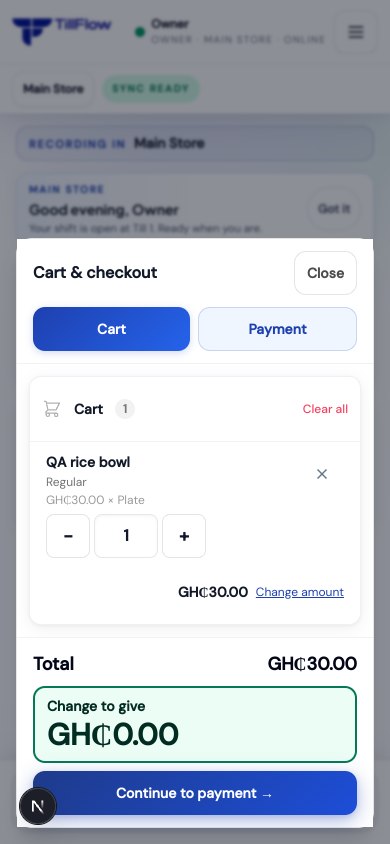 TillFlow
Owner
OWNER · MAIN STORE · ONLINE
Main Store
SYNC READY
RECORDING IN Main Store
MAIN STORE
Good evening, Owner
Your shift is open at Till 1. Ready when you are.
Got it
Cart & checkout
Close
Cart
Payment
Cart 1
Clear all
QA rice bowl
Regular
GH₵30.00 × Plate
-
1
+
GH₵30.00 Change amount
Total
GH₵30.00
Change to give
GH₵0.00
Continue to payment →
N